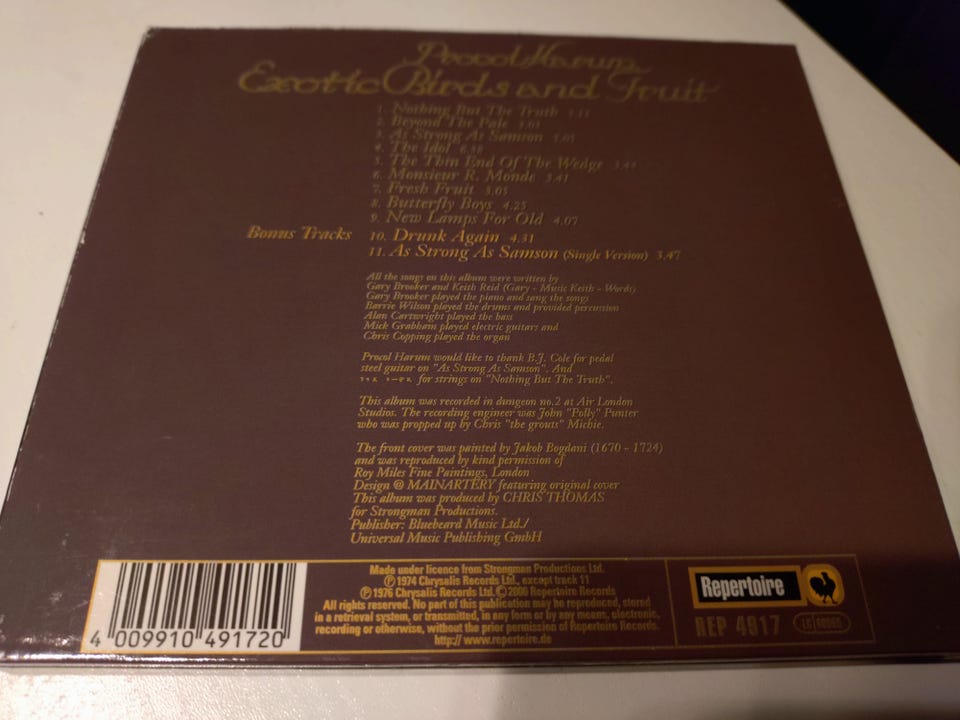 Procol Harum
Exotic Birds and Fruit
1. Nothing But The Truth
2. Beyond The Pale 3.03
3. As Strong As Samson 5.05
4. The Idol 6.38
5. The Thin End Of The Wedge 3.44
6. Monsieur R. Monde 3.41
7. Fresh Fruit 3.05
8. Butterfly Boys 4.25
9. New Lamps For Old 4.07
Bonus Tracks 10. Drunk Again 4.31
11. As Strong As Samson (Single Version) 3.47
All the songs on this album were written by
Gary Brooker and Keith Reid (Gary - Music Keith - Words)
Gary Brooker played the piano and sang the songs
Barrie Wilson played the drums and provided percussion
Alan Cartwright played the bass
Mick Grabham played electric guitars and
Chris Copping played the organ
Procol Harum would like to thank B.J. Cole for pedal
steel guitar on "As Strong As Samson". And
for strings on "Nothing But The Truth".
This album was recorded in dungeon no.2 at Air London
Studios. The recording engineer was John "Polly" Punter
who was propped up by Chris "the grouts" Michie.
The front cover was painted by Jakob Bogdani (1670 - 1724)
and was reproduced by kind permission of
Roy Miles Fine Paintings, London
Design @ MAINARTERY featuring original cover
This album was produced by CHRIS THOMAS
for Strongman Productions.
Publisher: Bluebeard Music Ltd./
Universal Music Publishing GmbH
Made under licence from Strongman Productions Ltd.
℗ 1974 Chrysalis Records Ltd., except track 11
℗ 1976 Chrysalis Records Ltd. © 2000 Repertoire Records
All rights reserved. No part of this publication may be reproduced, stored
in a retrieval system, or transmitted, in any form or by any means, electronic,
recording or otherwise, without the prior permission of Repertoire Records.
http://www.repertoire.de
4 009910 491720
Repertoire
REP 4917